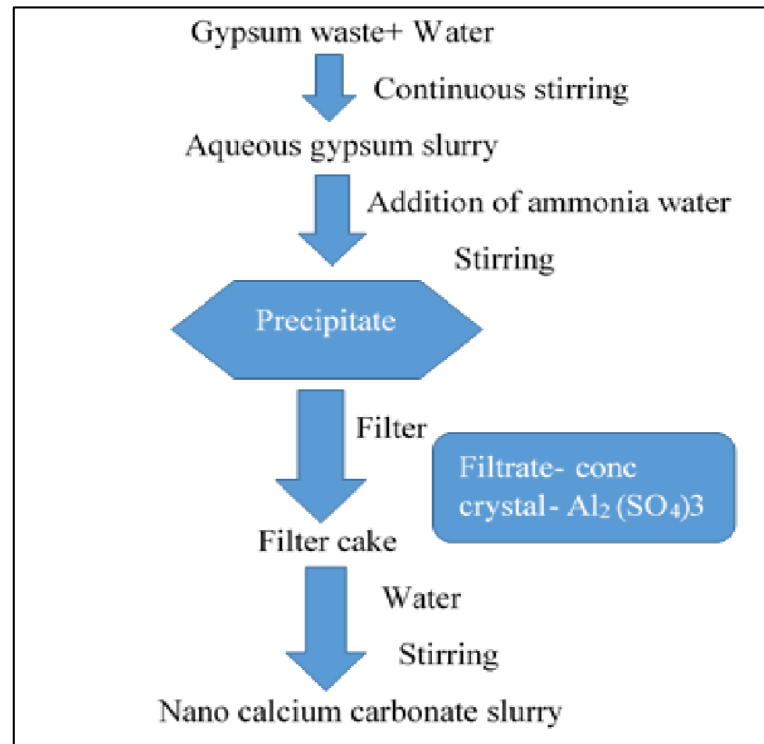 Gypsum waste+ Water
Continuous stirring
Aqueous gypsum slurry
Addition of ammonia water
Stirring
Precipitate
Filter
Filtrate- conc
crystal- Al₂ (SO₄)3
Filter cake
Water
Stirring
Nano calcium carbonate slurry